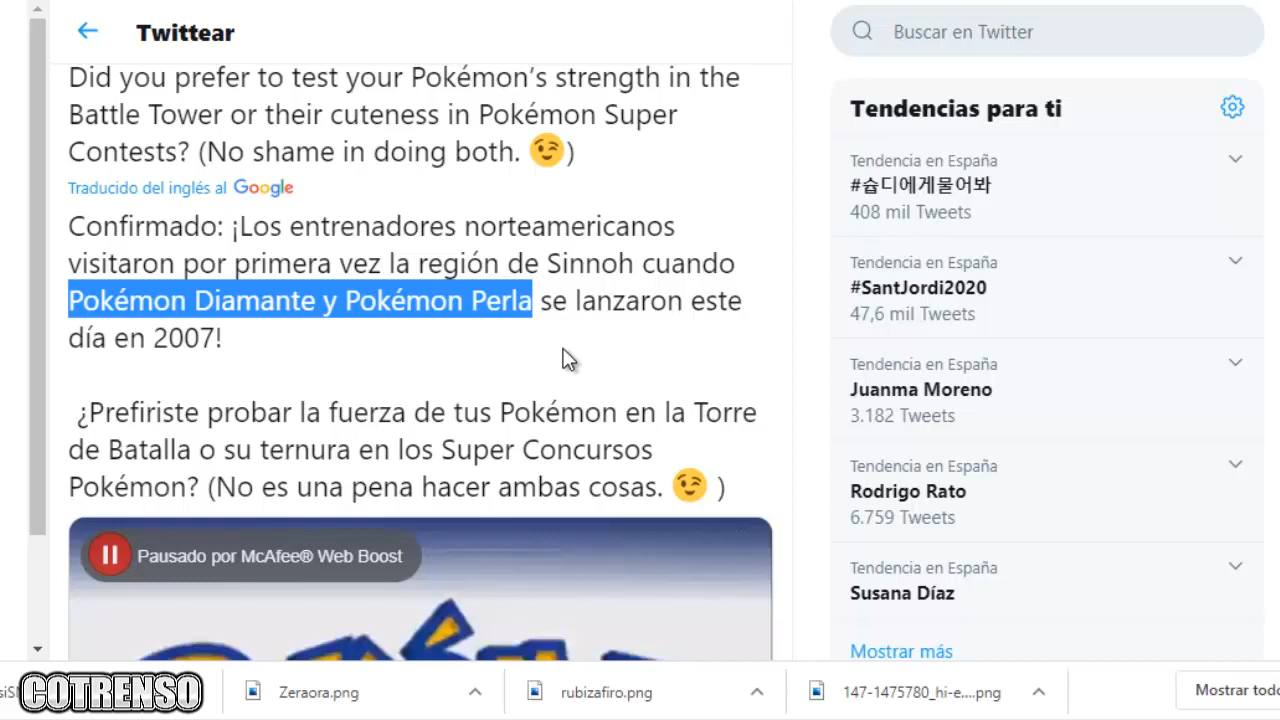 Twittear
Did you prefer to test your Pokémon's strength in the
Battle Tower or their cuteness in Pokémon Super
Contests? (No shame in doing both. 😉)
Traducido del inglés al Google
Confirmado: ¡Los entrenadores norteamericanos
visitaron por primera vez la región de Sinnoh cuando
Pokémon Diamante y Pokémon Perla se lanzaron este
día en 2007!
¿Prefiriste probar la fuerza de tus Pokémon en la Torre
de Batalla o su ternura en los Super Concursos
Pokémon? (No es una pena hacer ambas cosas. 😉 )
Pausado por McAfee® Web Boost
Buscar en Twitter
Tendencias para ti
Tendencia en España
#슙디에게물어봐
408 mil Tweets
Tendencia en España
#SantJordi2020
47,6 mil Tweets
Tendencia en España
Juanma Moreno
3.182 Tweets
Tendencia en España
Rodrigo Rato
6.759 Tweets
Tendencia en España
Susana Díaz
Mostrar más
COTRENSO
Zeraora.png
rubizafiro.png
147-1475780_hi-e....png
Mostrar todo